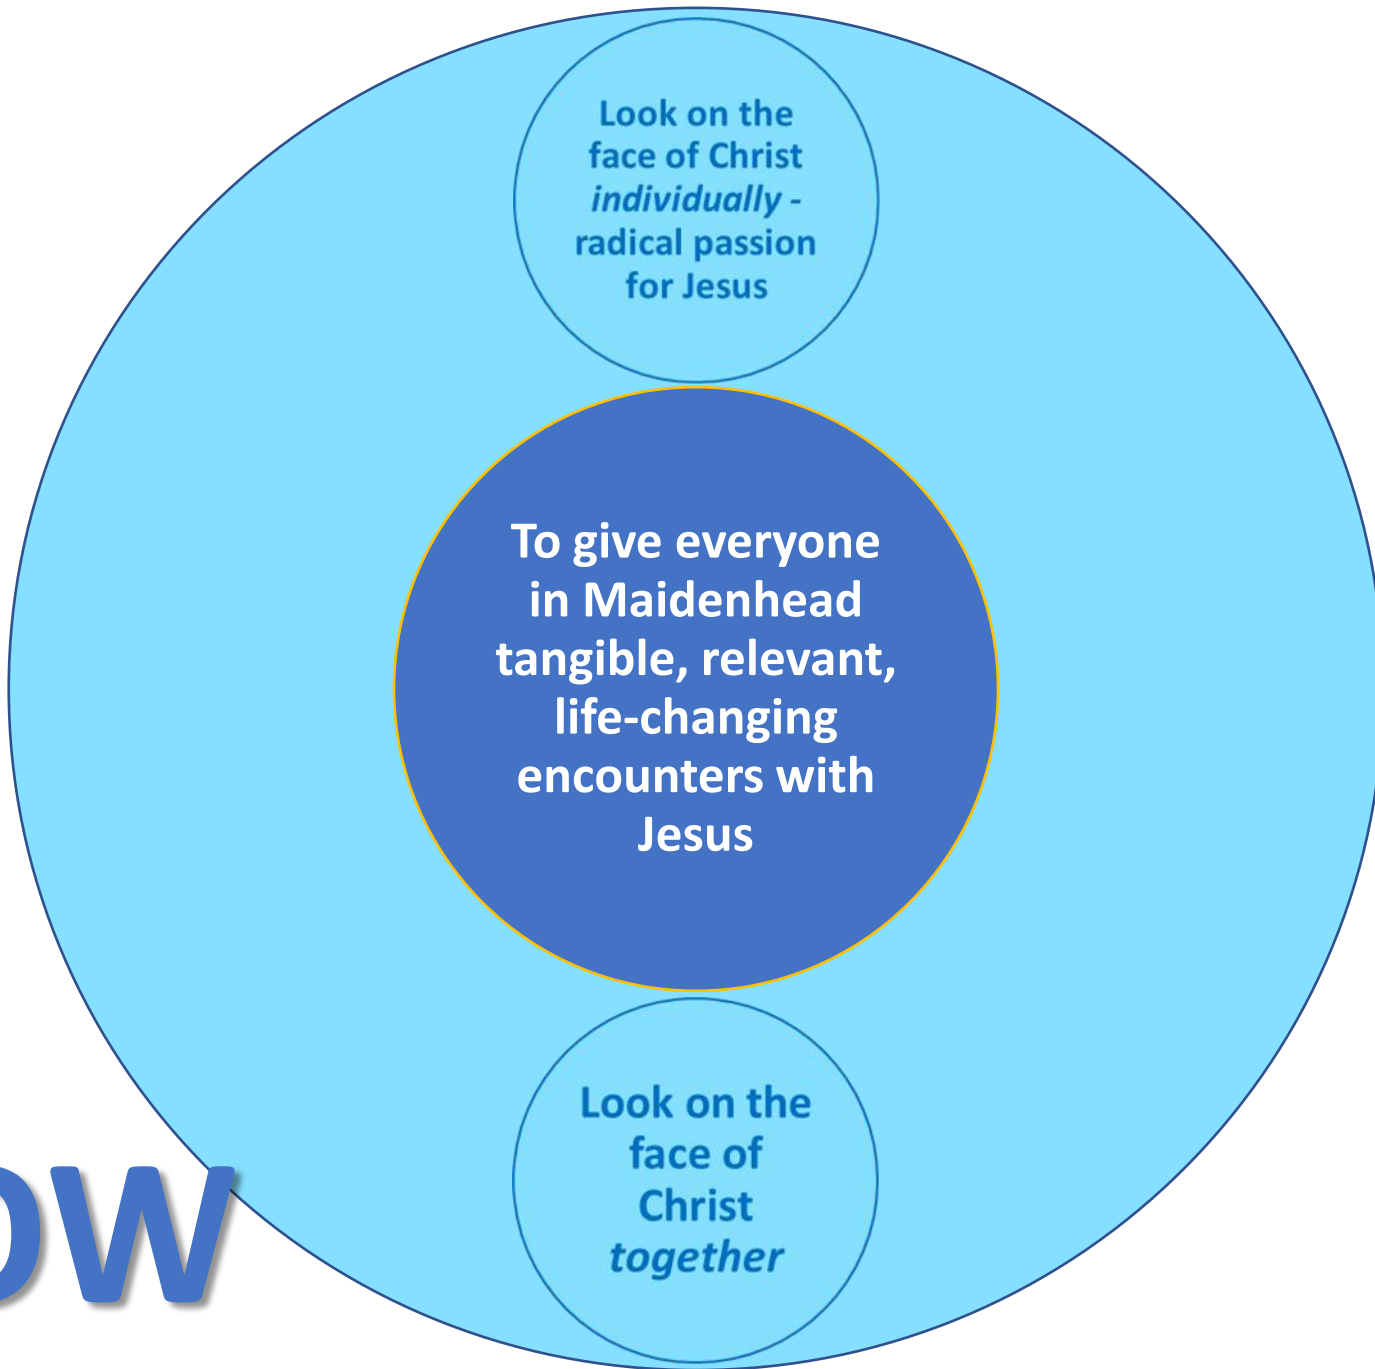 Look on the
face of Christ
individually -
radical passion
for Jesus
To give everyone
in Maidenhead
tangible, relevant,
life-changing
encounters with
Jesus
Look on the
face of
Christ
together
ow